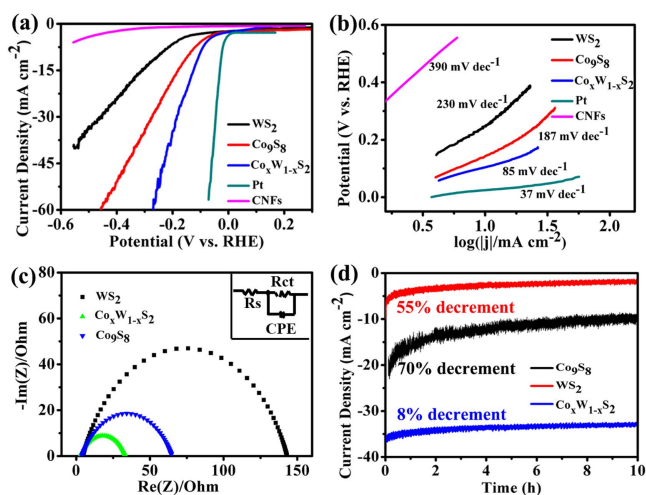 (a)
0
-15
-30
-45
-60
Current Density (mA cm⁻²)
WS₂
Co₉S₈
CoₓW₁₋ₓS₂
Pt
CNFs
-0.6 -0.4 -0.2 0.0 0.2
Potential (V vs. RHE)
(b)
0.6
0.4
0.2
0.0
Potential (V vs. RHE)
390 mV dec⁻¹
230 mV dec⁻¹
187 mV dec⁻¹
85 mV dec⁻¹
37 mV dec⁻¹
WS₂
Co₉S₈
CoₓW₁₋ₓS₂
Pt
CNFs
0.5 1.0 1.5 2.0
log(|j|/mA cm⁻²)
(c)
80
60
40
20
0
-Im(Z)/Ohm
WS₂
CoₓW₁₋ₓS₂
Co₉S₈
Rs
Rct
CPE
0 50 100 150
Re(Z)/Ohm
(d)
0
-10
-20
-30
-40
Current Density (mA cm⁻²)
55% decrement
70% decrement
8% decrement
Co₉S₈
WS₂
CoₓW₁₋ₓS₂
0 2 4 6 8 10
Time (h)